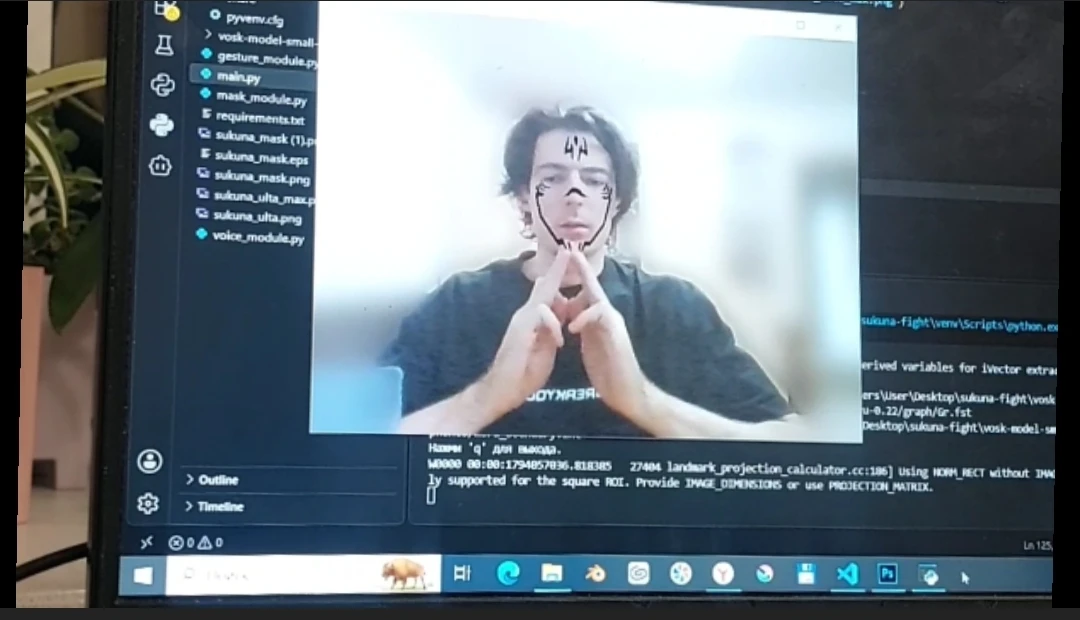 pyvenv.cfg
vosk-model-small-
gesture_module.py
main.py
mask_module.py
requirements.txt
sukuna_mask (1).p
sukuna_mask.eps
sukuna_mask.png
sukuna_ulta_max.p
sukuna_ulta.png
voice_module.py
sukuna-fight\venv\Scripts\python.ex
erived variables for iVector extra
ers\User\Desktop\sukuna-fight\vosk
u-0.22/graph/Gr.fst
Desktop\sukuna-fight\vosk-model-sm
Нажми 'q' для выхода.
W0000 00:00:1794057036.818385 27404 landmark_projection_calculator.cc:186] Using NORM_RECT without IMA
ly supported for the square ROI. Provide IMAGE_DIMENSIONS or use PROJECTION_MATRIX.
Outline
Timeline
0 0
Ln 125,
Ps